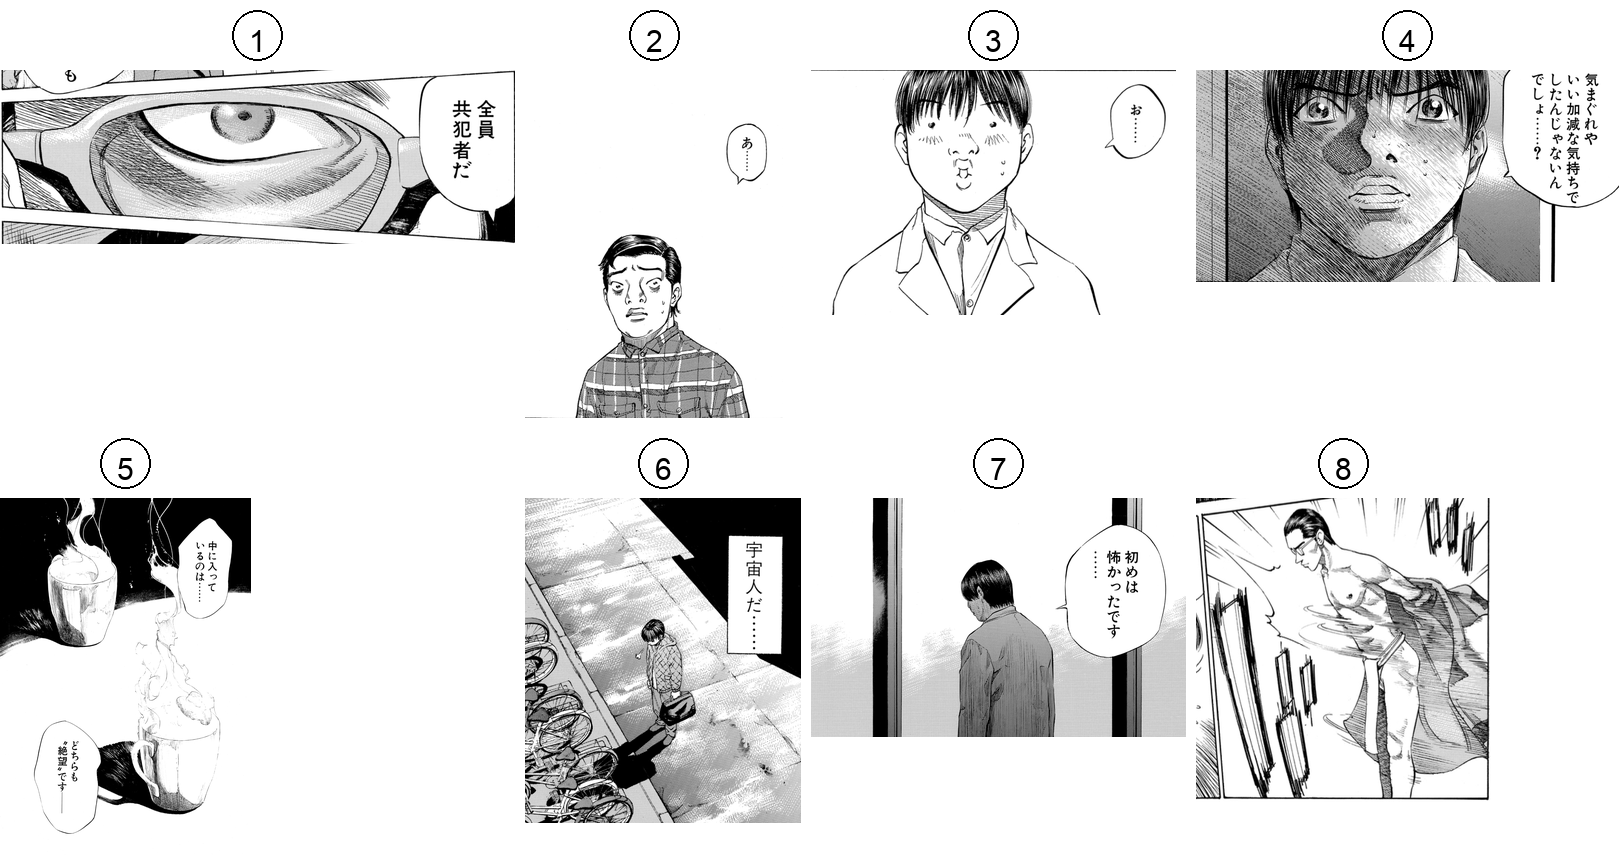 1
も
全員
共犯者だ
2
あ……
3
お……
4
気まぐれや
いい加減な気持ちで
したんじゃないん
でしょ……？
5
中に入って
いるのは……
どちらも
〝絶望〟です──
6
宇宙人だ……
7
初めは
怖かったです
……
8